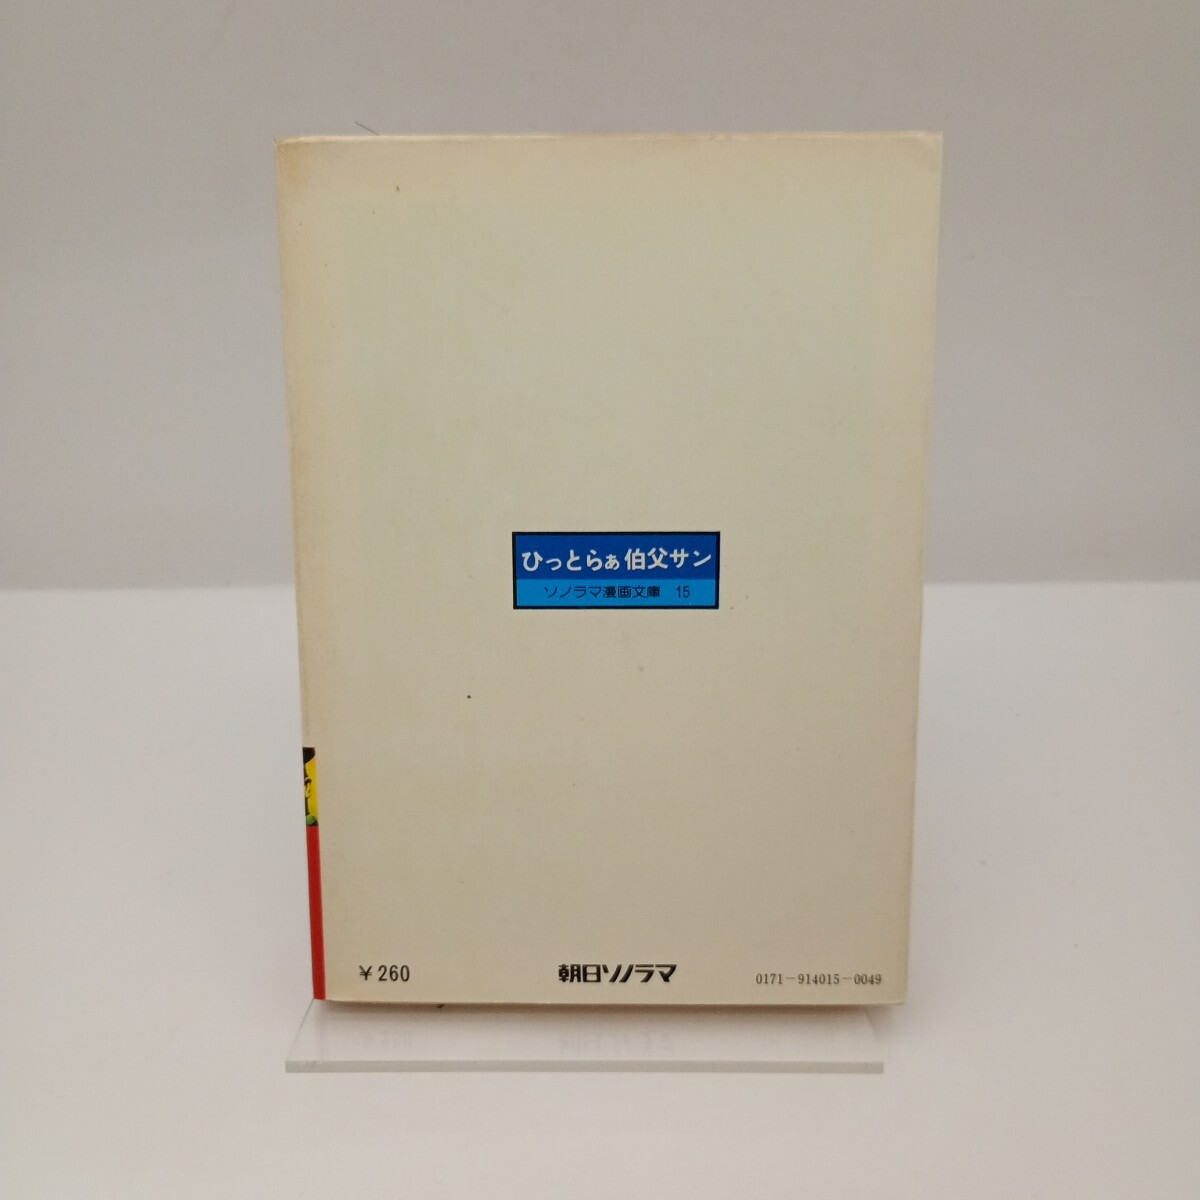 ひっとらぁ伯父サン
ソノラマ漫画文庫 15
¥260
朝日ソノラマ
0171-914015-0049